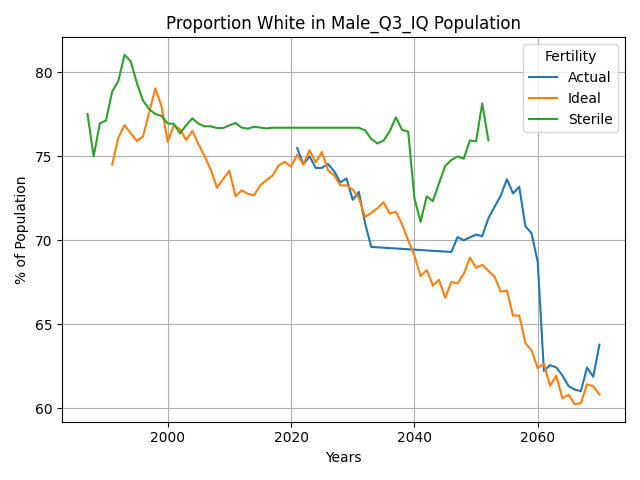 Proportion White in Male_Q3_IQ Population
Fertility
Actual
Ideal
Sterile
% of Population
80
75
70
65
60
2000
2020
2040
2060
Years